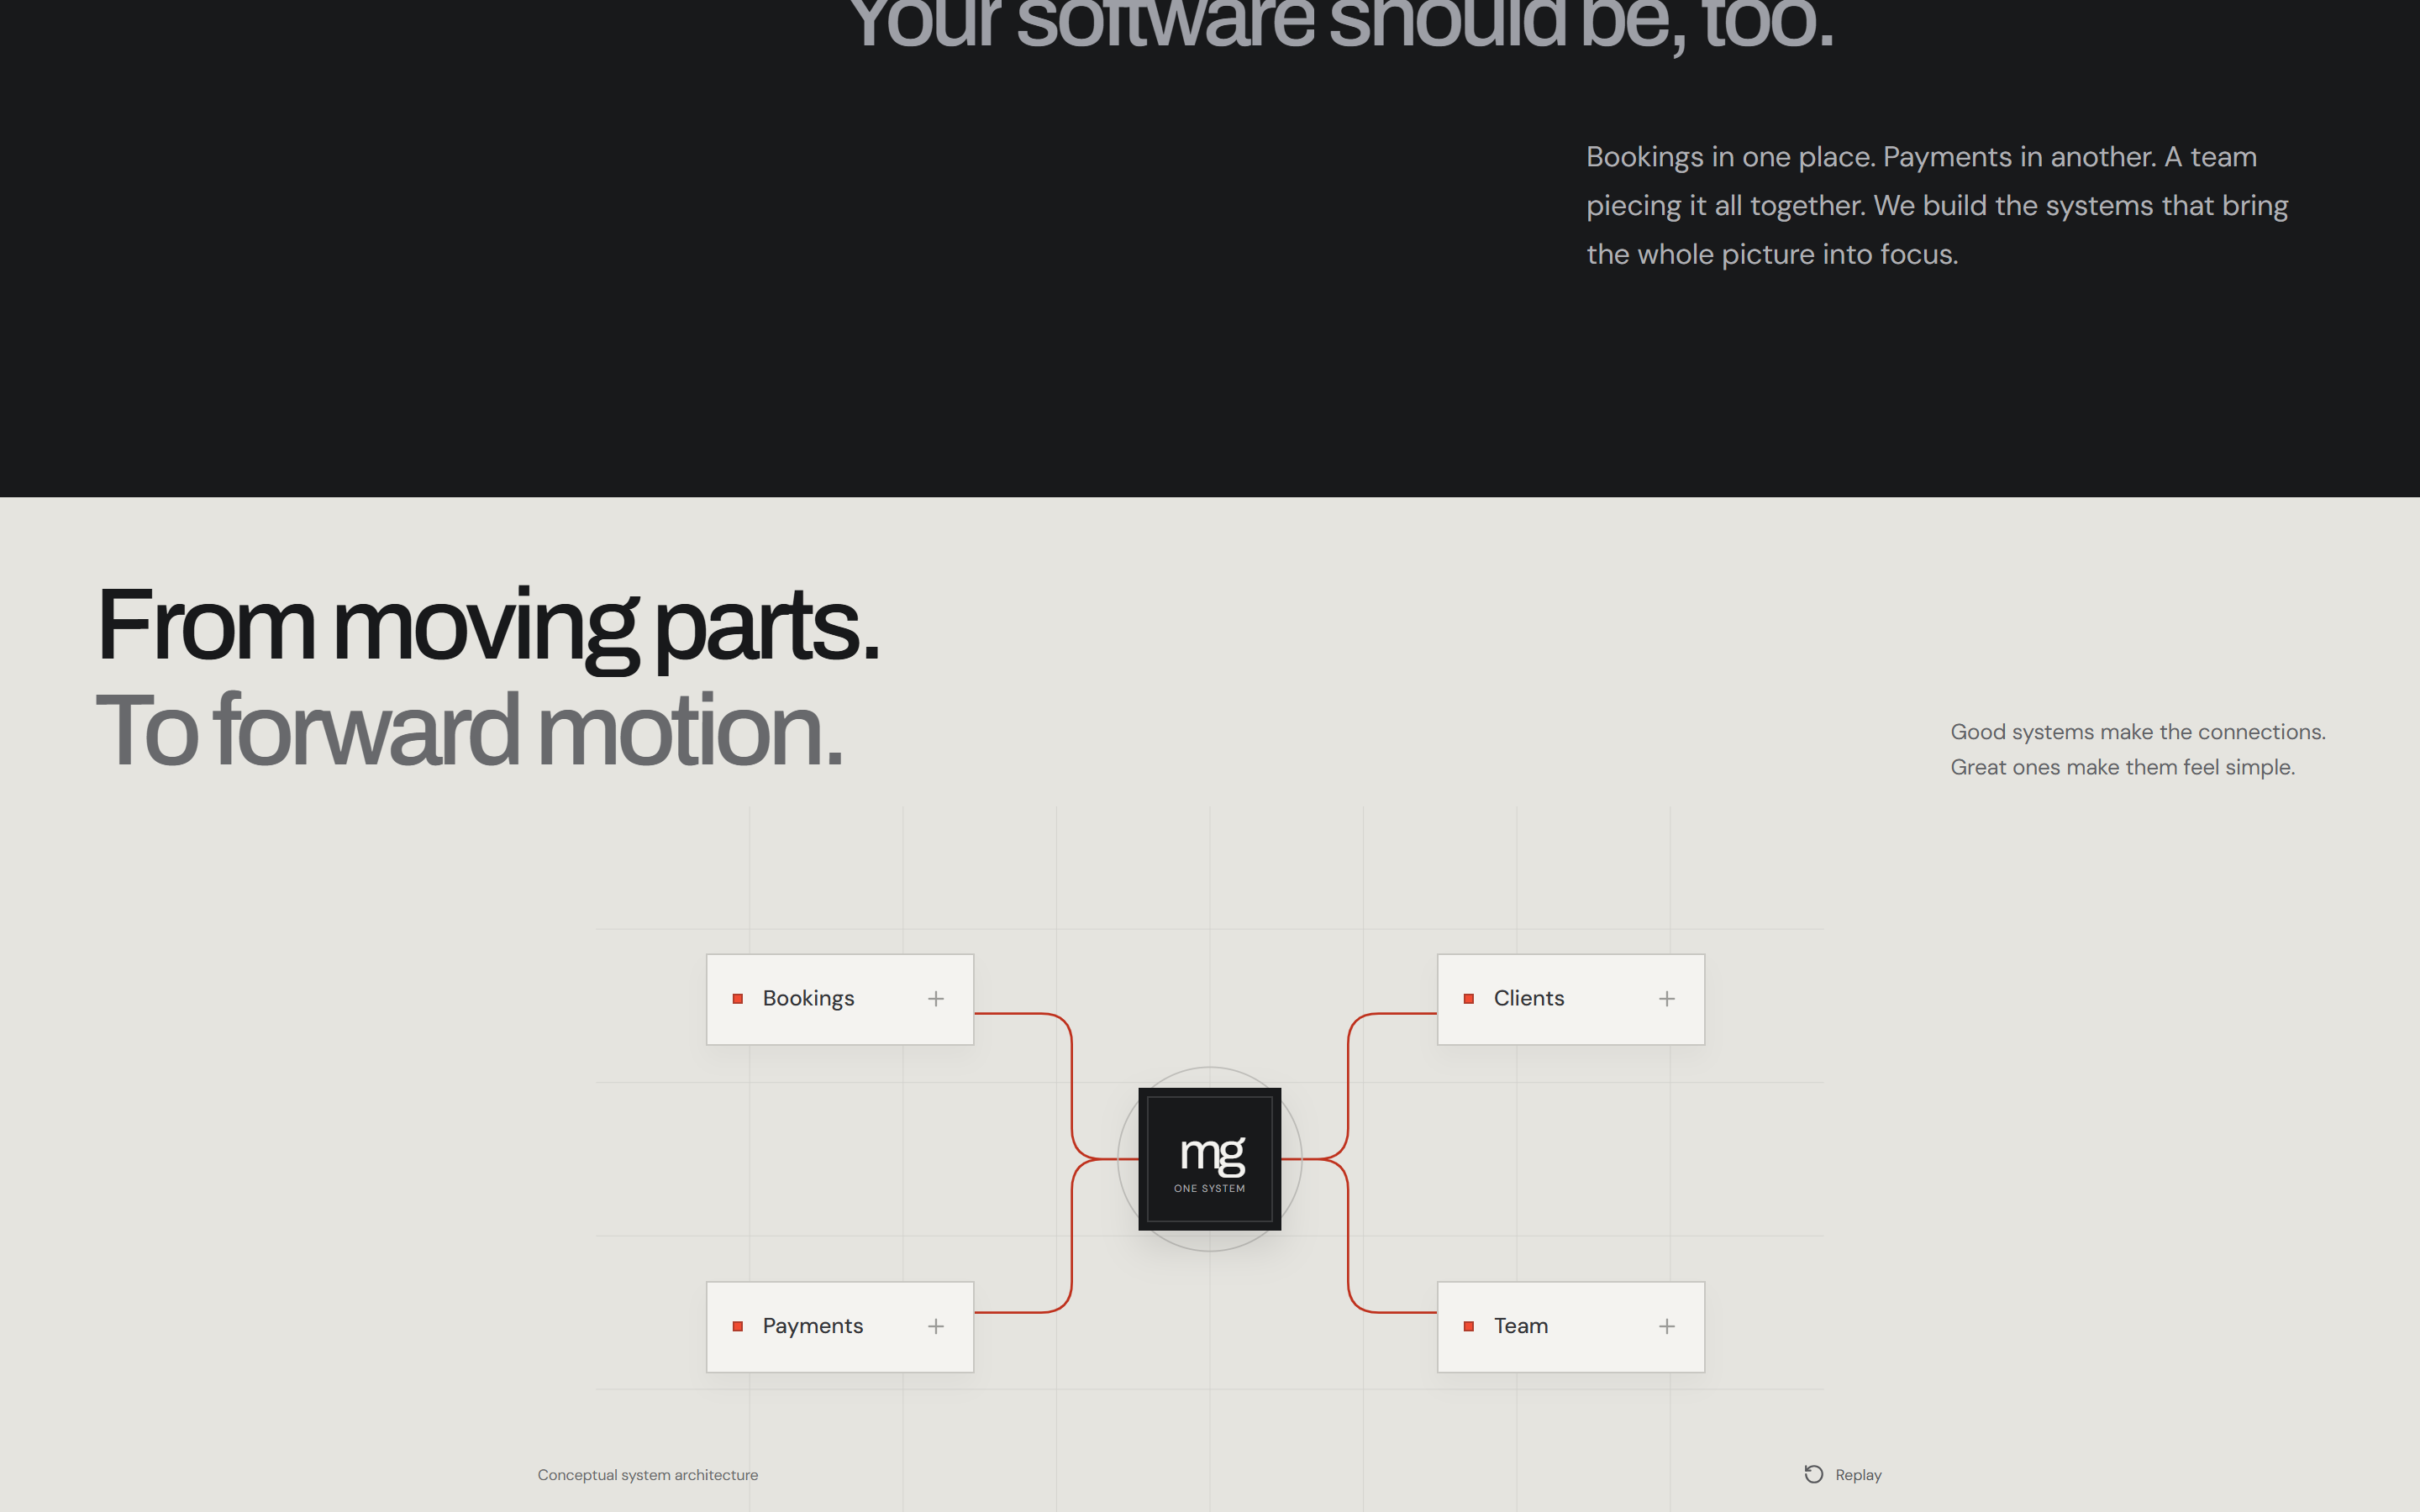 Your software should be, too.
Bookings in one place. Payments in another. A team
piecing it all together. We build the systems that bring
the whole picture into focus.
From moving parts.
To forward motion.
Good systems make the connections.
Great ones make them feel simple.
Bookings
Clients
mg
ONE SYSTEM
Payments
Team
Conceptual system architecture
Replay